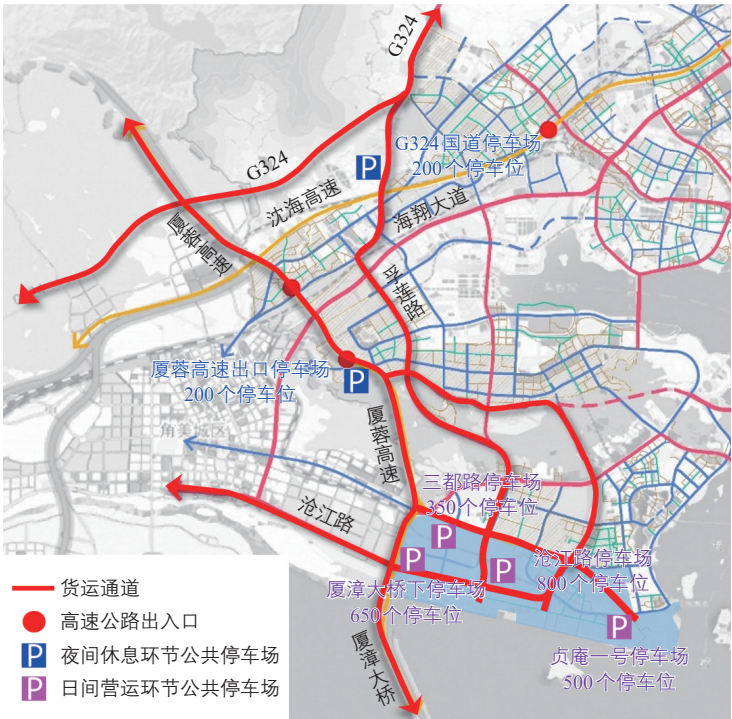 G324
G324国道停车场
200个停车位
G324
沈海高速
海翔大道
厦蓉高速
孚莲路
厦蓉高速出口停车场
200个停车位
角美城区
厦蓉高速
三都路停车场
350个停车位
沧江路
沧江路停车场
800个停车位
厦漳大桥下停车场
650个停车位
贞庵一号停车场
500个停车位
厦漳大桥
货运通道
高速公路出入口
P 夜间休息环节公共停车场
P 日间营运环节公共停车场
P
P
P
P
P
P